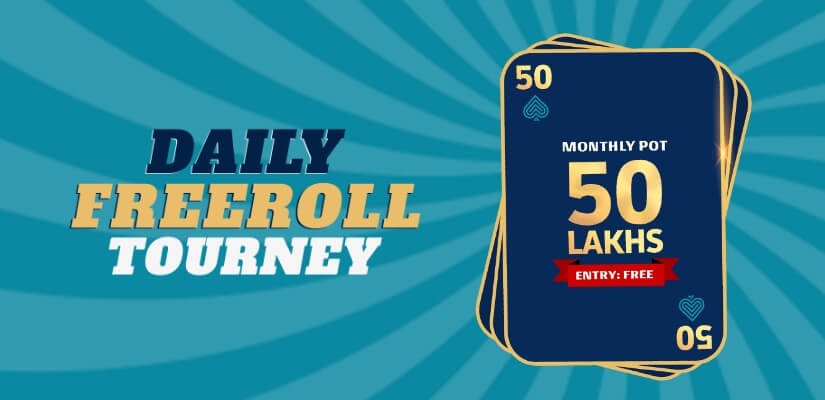 DAILY
FREEROLL
TOURNEY
50
MONTHLY POT
50
LAKHS
ENTRY: FREE
50